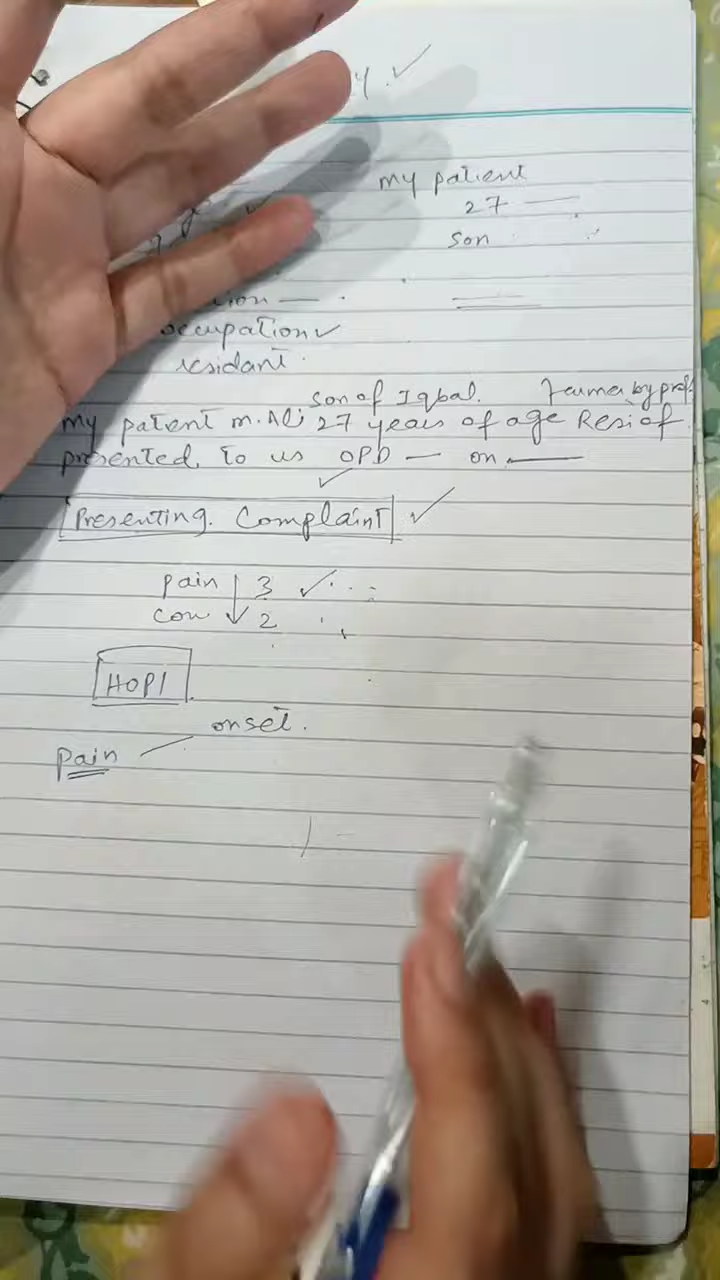 my patient
27
son
occupation
residant
son of Iqbal. Farmer by prof
My patient M. Ali 27 years of age Resi of
presented, to us OPD — on —
Presenting. Complaint
pain 3
con 2
HOPI
onset.
pain